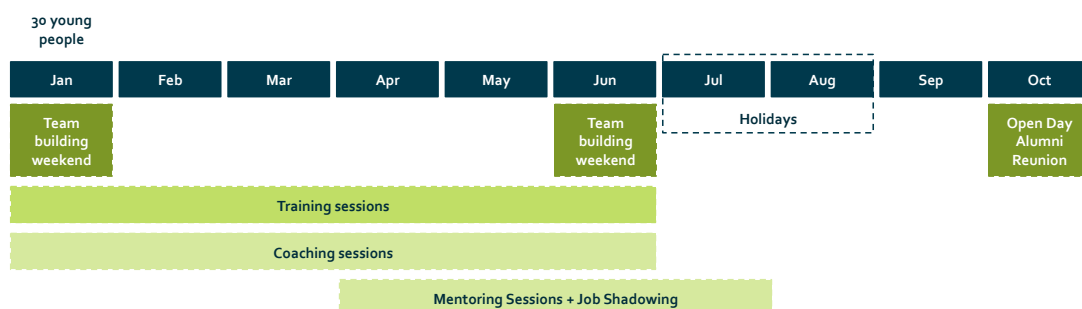 30 young
people
Jan Feb Mar Apr May Jun Jul Aug Sep Oct
Team
building
weekend
Team
building
weekend
Holidays
Open Day
Alumni
Reunion
Training sessions
Coaching sessions
Mentoring Sessions + Job Shadowing